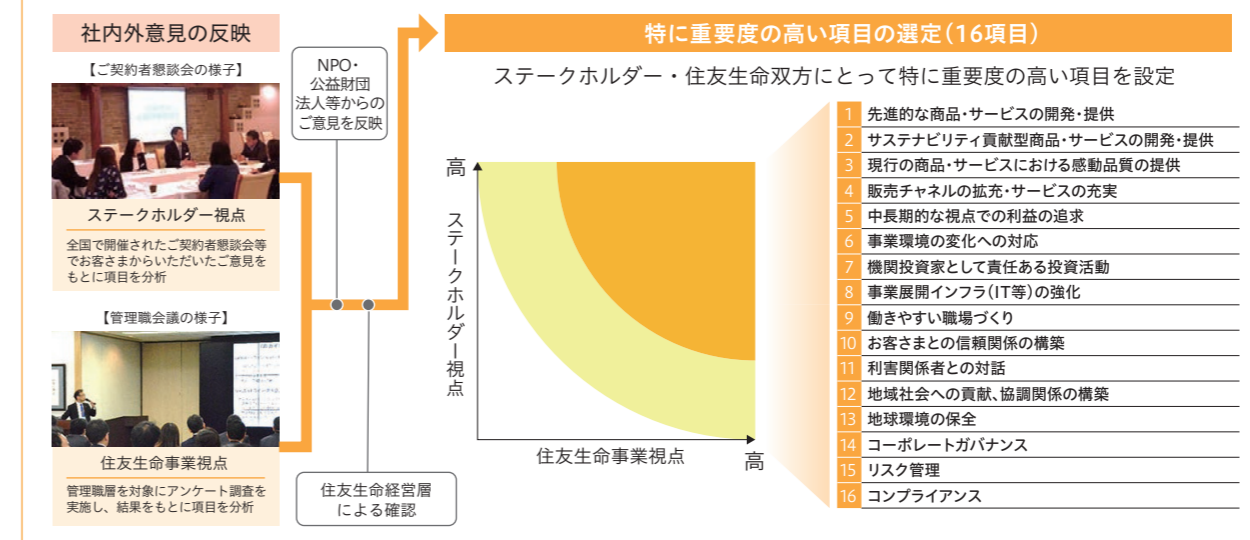 社内外意見の反映
【ご契約者懇談会の様子】
ステークホルダー視点
全国で開催されたご契約者懇談会等
でお客さまからいただいたご意見を
もとに項目を分析
【管理職会議の様子】
住友生命事業視点
管理職層を対象にアンケート調査を
実施し、結果をもとに項目を分析
NPO・
公益財団
法人等からの
ご意見を反映
住友生命経営層
による確認
特に重要度の高い項目の選定（16項目）
ステークホルダー・住友生命双方にとって特に重要度の高い項目を設定
高
ステークホルダー視点
住友生命事業視点
高
1 先進的な商品・サービスの開発・提供
2 サステナビリティ貢献型商品・サービスの開発・提供
3 現行の商品・サービスにおける感動品質の提供
4 販売チャネルの拡充・サービスの充実
5 中長期的な視点での利益の追求
6 事業環境の変化への対応
7 機関投資家として責任ある投資活動
8 事業展開インフラ（IT等）の強化
9 働きやすい職場づくり
10 お客さまとの信頼関係の構築
11 利害関係者との対話
12 地域社会への貢献、協調関係の構築
13 地球環境の保全
14 コーポレートガバナンス
15 リスク管理
16 コンプライアンス